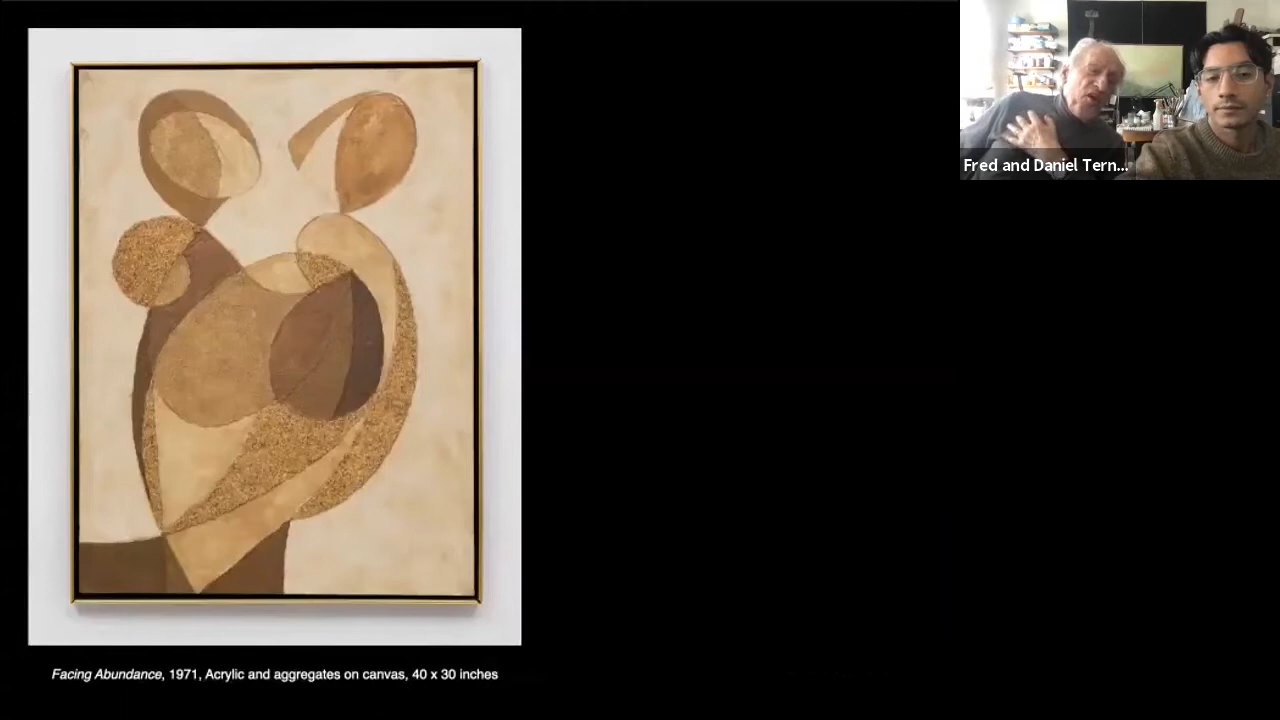 Fred and Daniel Tern...
Facing Abundance, 1971, Acrylic and aggregates on canvas, 40 x 30 inches